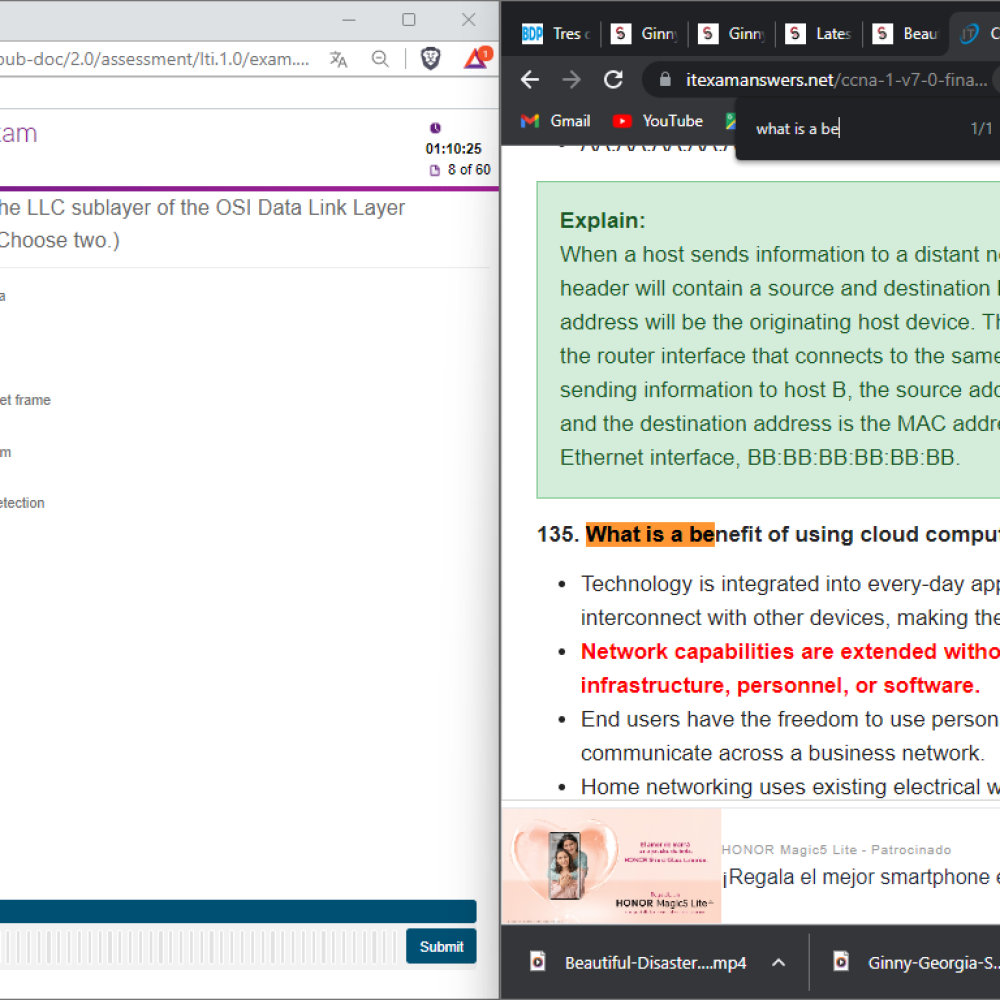 pub-doc/2.0/assessment/lti.1.0/exam....
1
xam
01:10:25
8 of 60
he LLC sublayer of the OSI Data Link Layer
Choose two.)
a
et frame
m
etection
Submit
BDP Tres
S Ginny
S Ginny
S Lates
S Beau
IT C
itexamanswers.net/ccna-1-v7-0-fina...
Gmail
YouTube
what is a be
1/1
Explain:
When a host sends information to a distant n
header will contain a source and destination
address will be the originating host device. Th
the router interface that connects to the same
sending information to host B, the source add
and the destination address is the MAC addre
Ethernet interface, BB:BB:BB:BB:BB:BB.
135. What is a benefit of using cloud comput
• Technology is integrated into every-day app
interconnect with other devices, making the
• Network capabilities are extended witho
infrastructure, personnel, or software.
• End users have the freedom to use person
communicate across a business network.
• Home networking uses existing electrical w
HONOR Magic5 Lite
HONOR Magic5 Lite - Patrocinado
¡Regala el mejor smartphone e
Beautiful-Disaster....mp4
Ginny-Georgia-S...